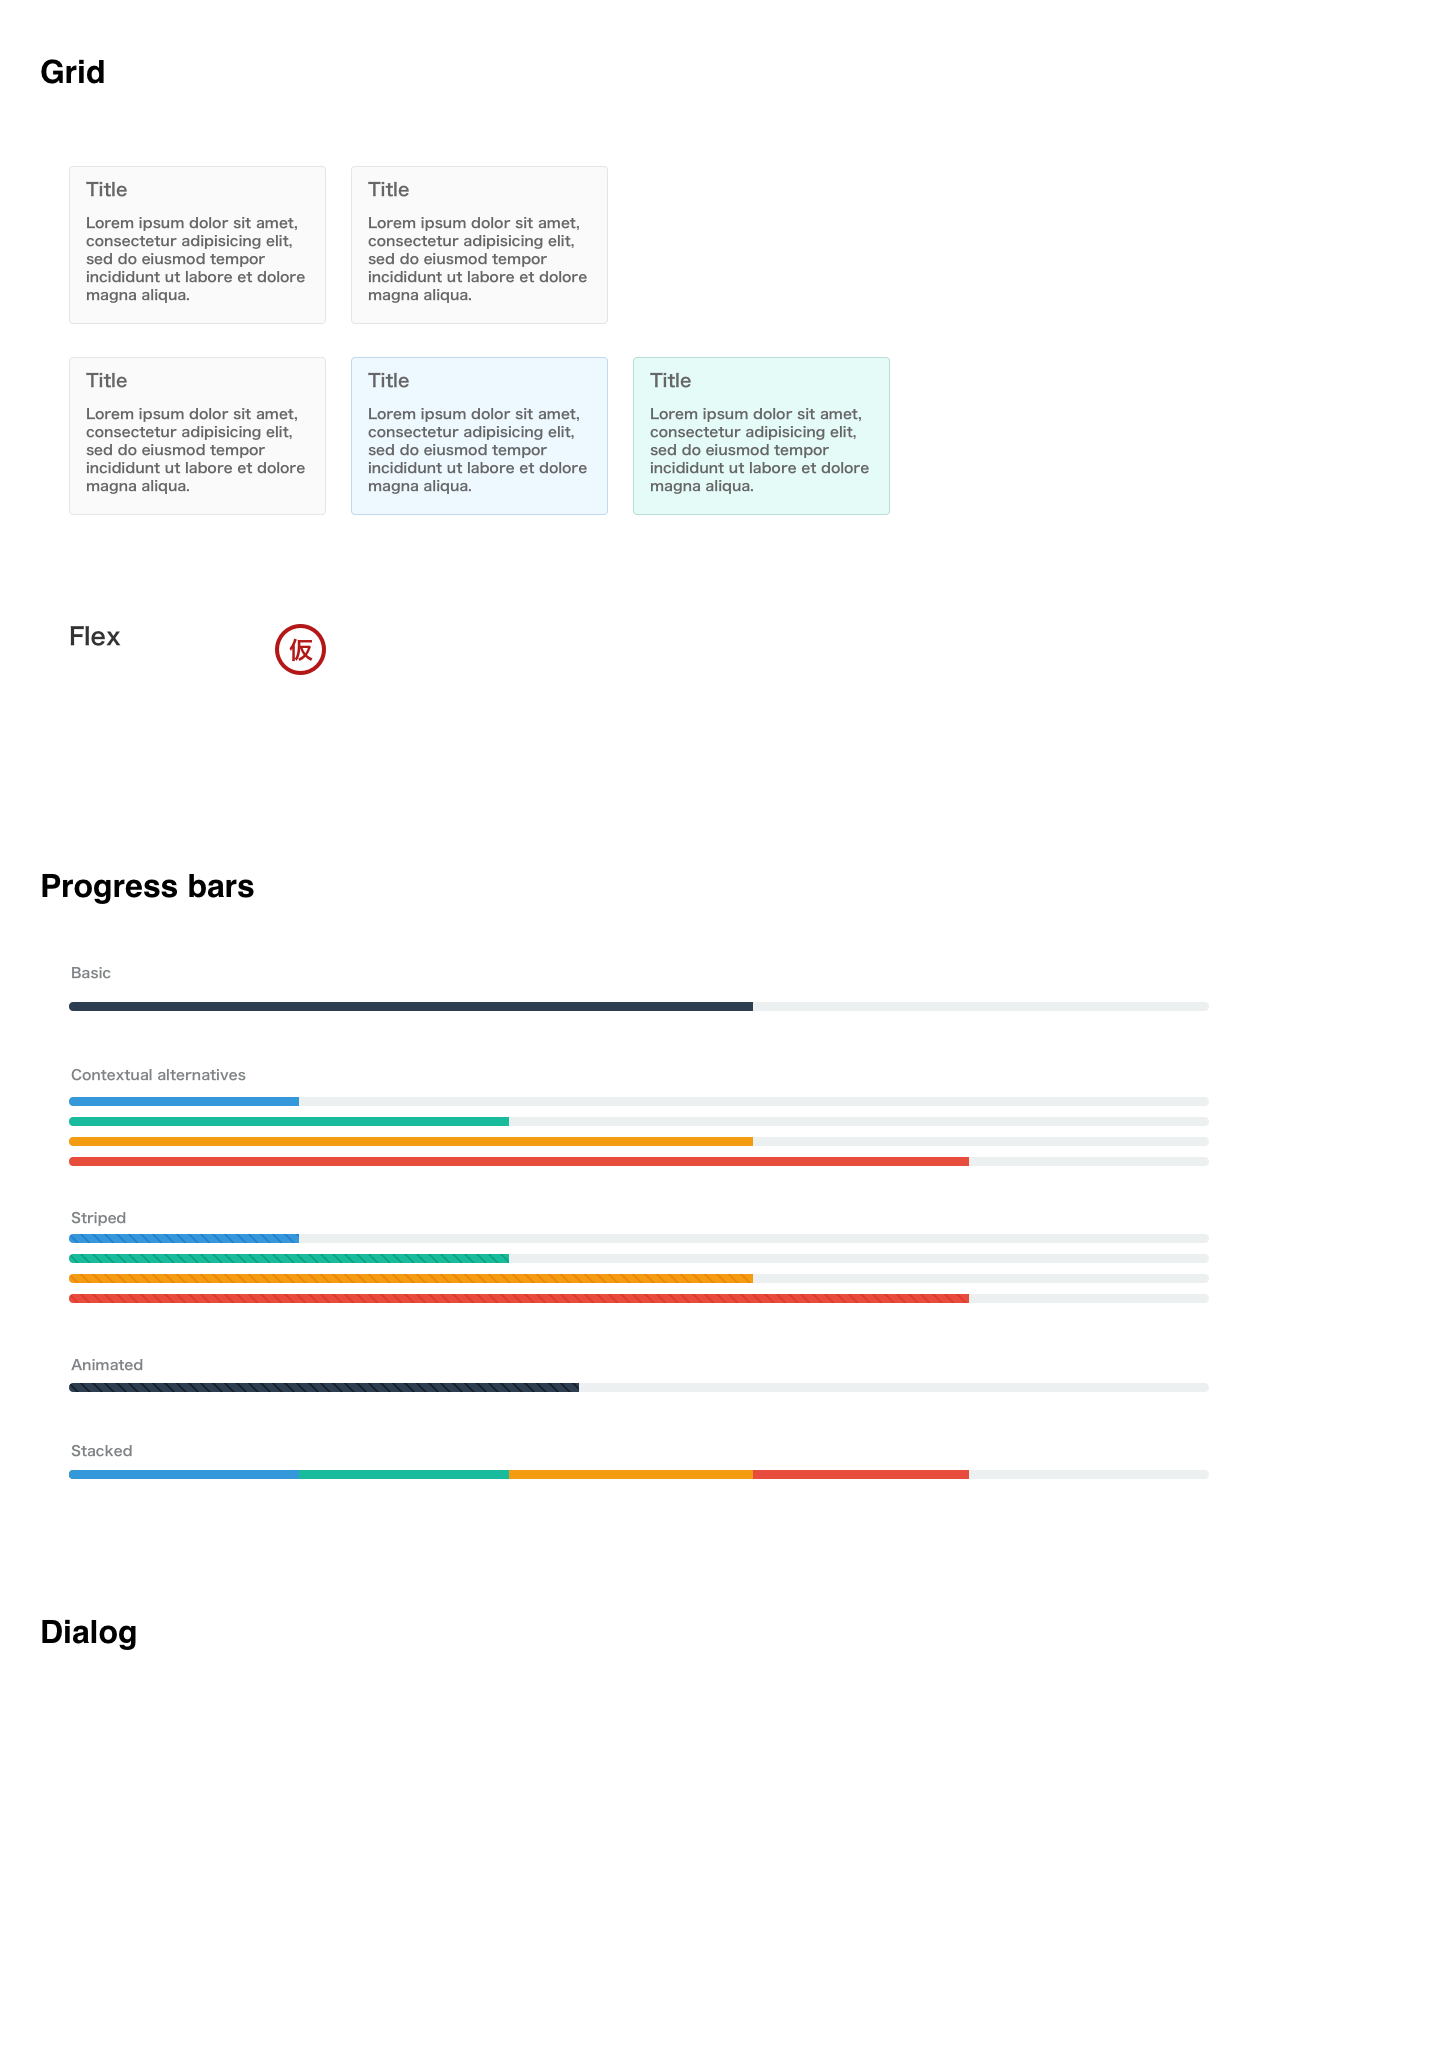 Grid
Title
Lorem ipsum dolor sit amet,
consectetur adipisicing elit,
sed do eiusmod tempor
incididunt ut labore et dolore
magna aliqua.
Title
Lorem ipsum dolor sit amet,
consectetur adipisicing elit,
sed do eiusmod tempor
incididunt ut labore et dolore
magna aliqua.
Title
Lorem ipsum dolor sit amet,
consectetur adipisicing elit,
sed do eiusmod tempor
incididunt ut labore et dolore
magna aliqua.
Title
Lorem ipsum dolor sit amet,
consectetur adipisicing elit,
sed do eiusmod tempor
incididunt ut labore et dolore
magna aliqua.
Title
Lorem ipsum dolor sit amet,
consectetur adipisicing elit,
sed do eiusmod tempor
incididunt ut labore et dolore
magna aliqua.
Flex
仮
Progress bars
Basic
Contextual alternatives
Striped
Animated
Stacked
Dialog